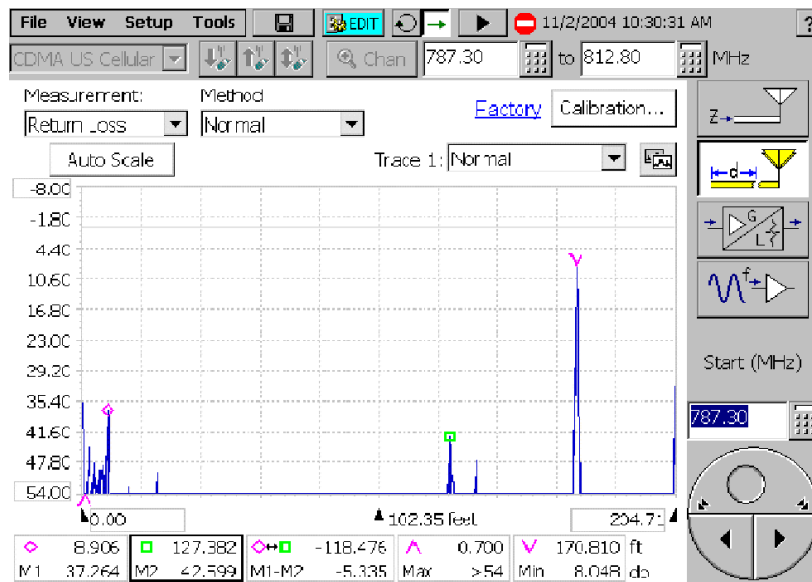 File View Setup Tools EDIT 11/2/2004 10:30:31 AM ?
CDMA US Cellular Chan 787.30 to 812.80 MHz
Measurement: Method
Return Loss Normal Factory Calibration...
Auto Scale Trace 1: Normal
-8.00
-1.80
4.40
10.60
16.80
23.00
29.20
35.40
41.60
47.80
54.00
0.00 102.35 feet 204.71
8.906 127.382 -118.476 0.700 170.810 ft
M1 37.264 M2 42.599 M1-M2 -5.335 Max >54 Min 8.048 db
Z
d
G
L
f
Start (MHz)
787.30